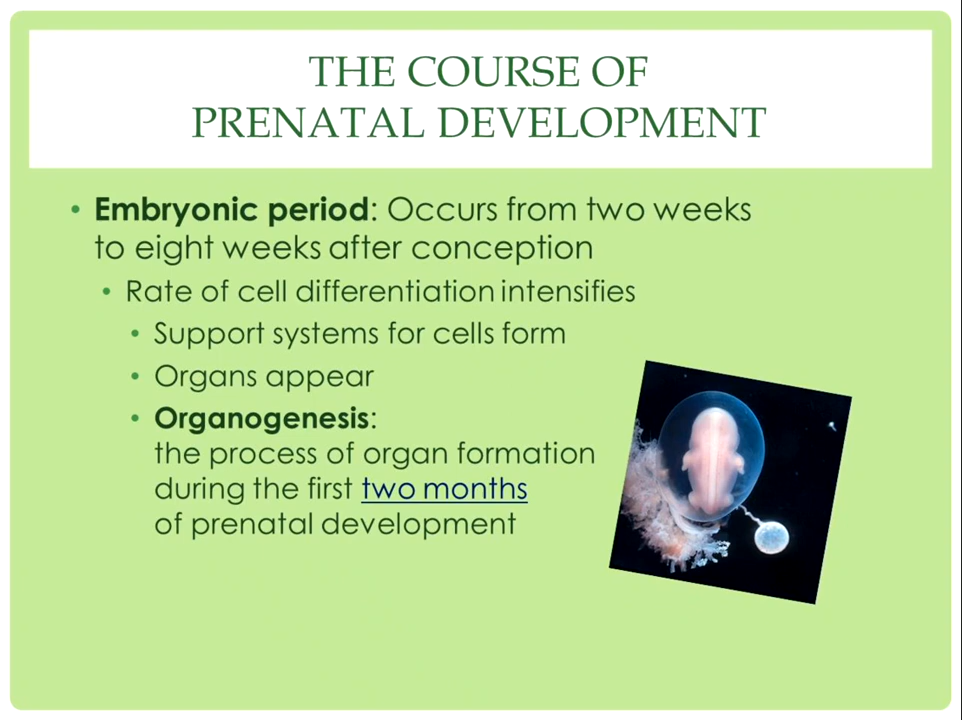 THE COURSE OF
PRENATAL DEVELOPMENT
• Embryonic period: Occurs from two weeks
to eight weeks after conception
• Rate of cell differentiation intensifies
• Support systems for cells form
• Organs appear
• Organogenesis:
the process of organ formation
during the first two months
of prenatal development